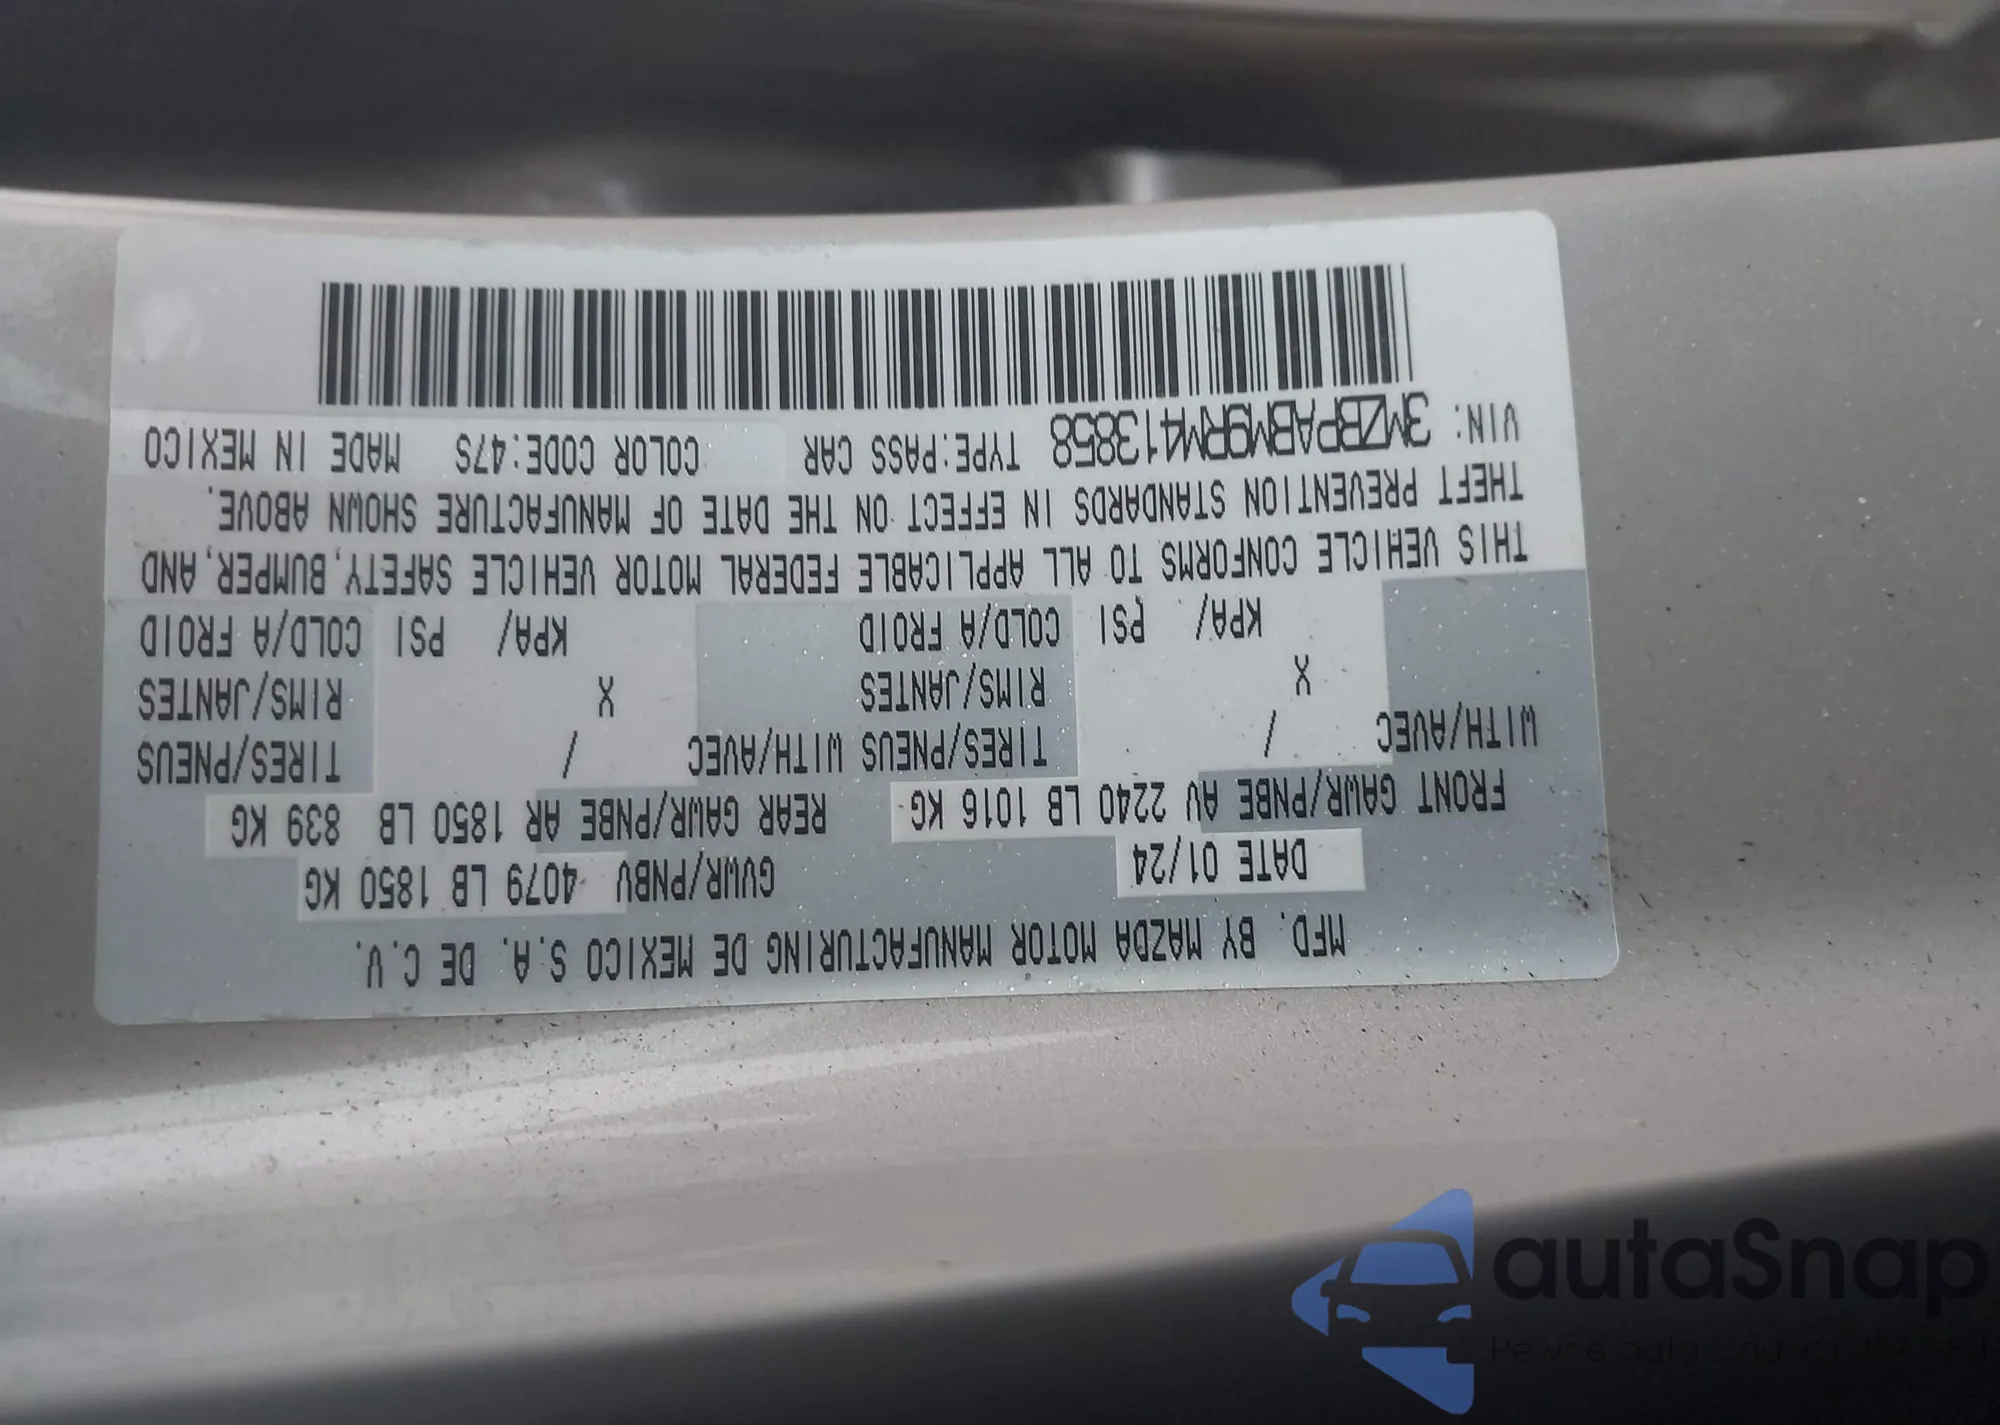 MFD. BY MAZDA MOTOR MANUFACTURING DE MEXICO S.A. DE C.V.
DATE 01/24 GVWR/PNBV 4079 LB 1850 KG
FRONT GAWR/PNBE AV 2240 LB 1016 KG REAR GAWR/PNBE AR 1850 LB 839 KG
WITH/AVEC / TIRES/PNEUS WITH/AVEC / TIRES/PNEUS
X RIMS/JANTES X RIMS/JANTES
KPA/ PSI COLD/A FROID KPA/ PSI COLD/A FROID
THIS VEHICLE CONFORMS TO ALL APPLICABLE FEDERAL MOTOR VEHICLE SAFETY,BUMPER,AND
THEFT PREVENTION STANDARDS IN EFFECT ON THE DATE OF MANUFACTURE SHOWN ABOVE.
VIN: 3MZBPABM9RM413858 TYPE:PASS CAR COLOR CODE:47S MADE IN MEXICO
autaSnap